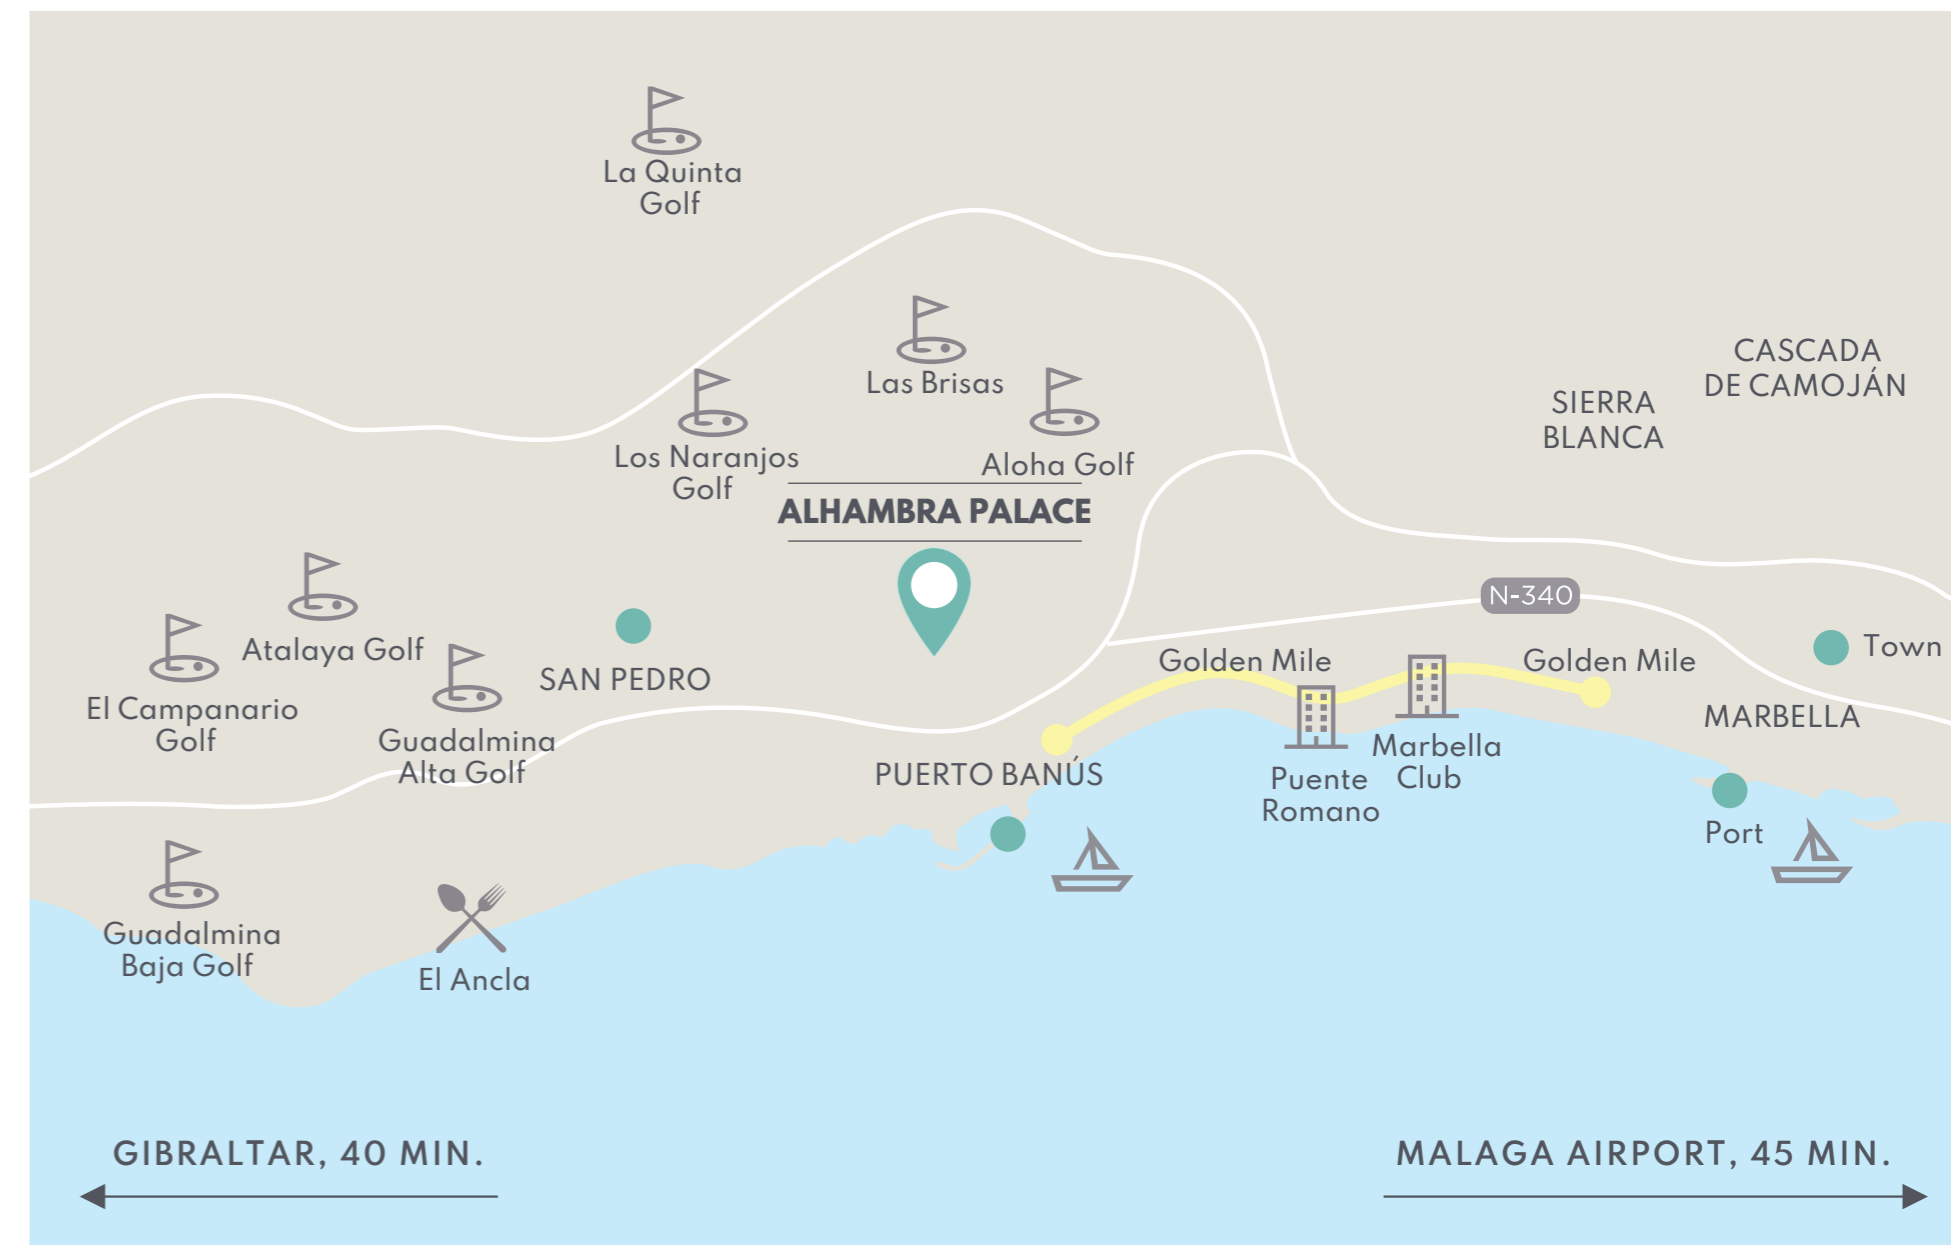 La Quinta
Golf
Las Brisas
CASCADA
DE CAMOJÁN
SIERRA
BLANCA
Los Naranjos
Golf
Aloha Golf
ALHAMBRA PALACE
N-340
Atalaya Golf
El Campanario
Golf
Guadalmina
Alta Golf
SAN PEDRO
Golden Mile
Golden Mile
Town
MARBELLA
PUERTO BANÚS
Puente
Romano
Marbella
Club
Port
Guadalmina
Baja Golf
El Ancla
GIBRALTAR, 40 MIN.
MALAGA AIRPORT, 45 MIN.